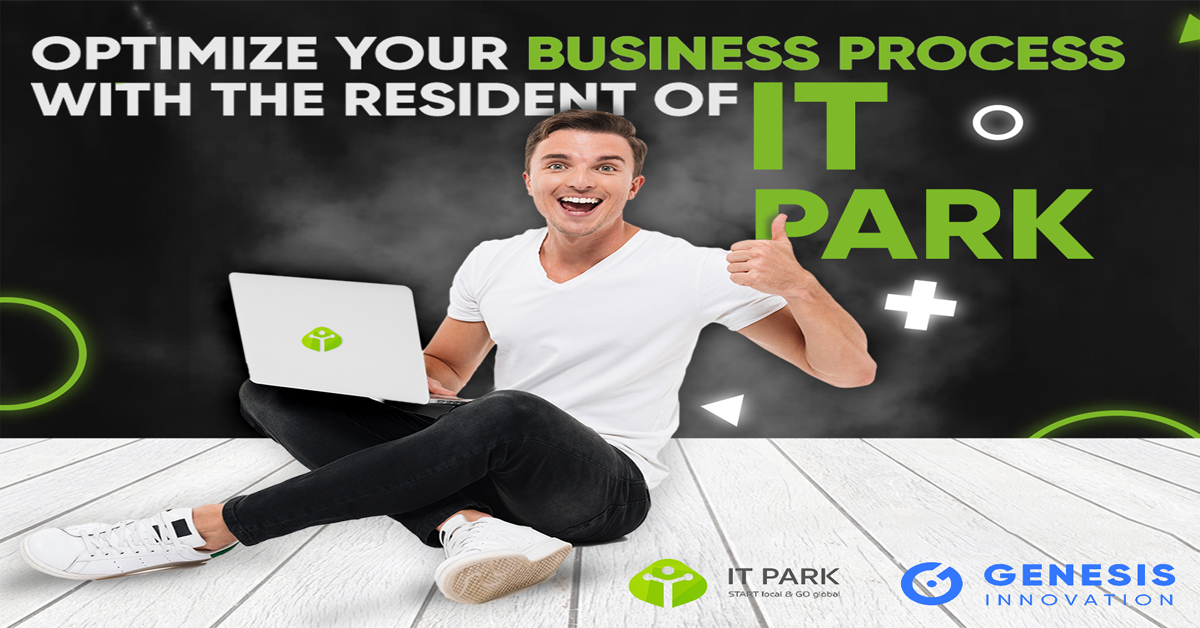 OPTIMIZE YOUR BUSINESS PROCESS
WITH THE RESIDENT OF IT
PARK
IT PARK
START local & GO global
GENESIS
INNOVATION